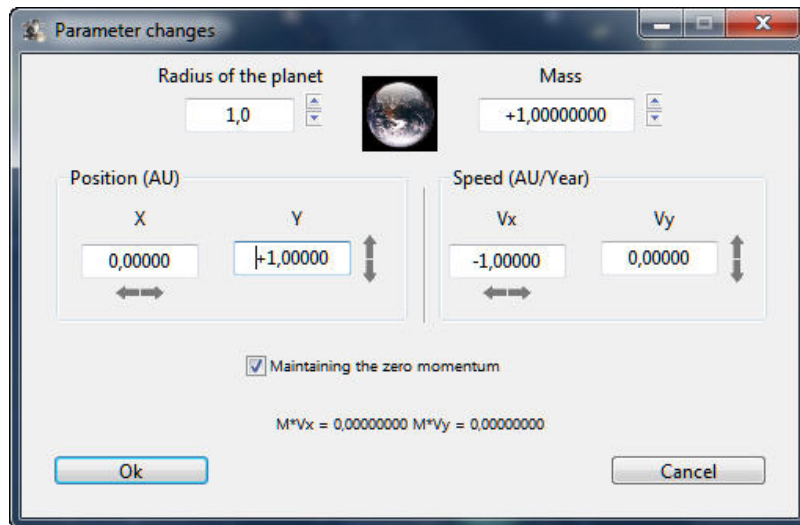 Parameter changes
Radius of the planet
Mass
1,0
+1,00000000
Position (AU)
Speed (AU/Year)
X
Y
Vx
Vy
0,00000
+1,00000
-1,00000
0,00000
Maintaining the zero momentum
M*Vx = 0,00000000 M*Vy = 0,00000000
Ok
Cancel